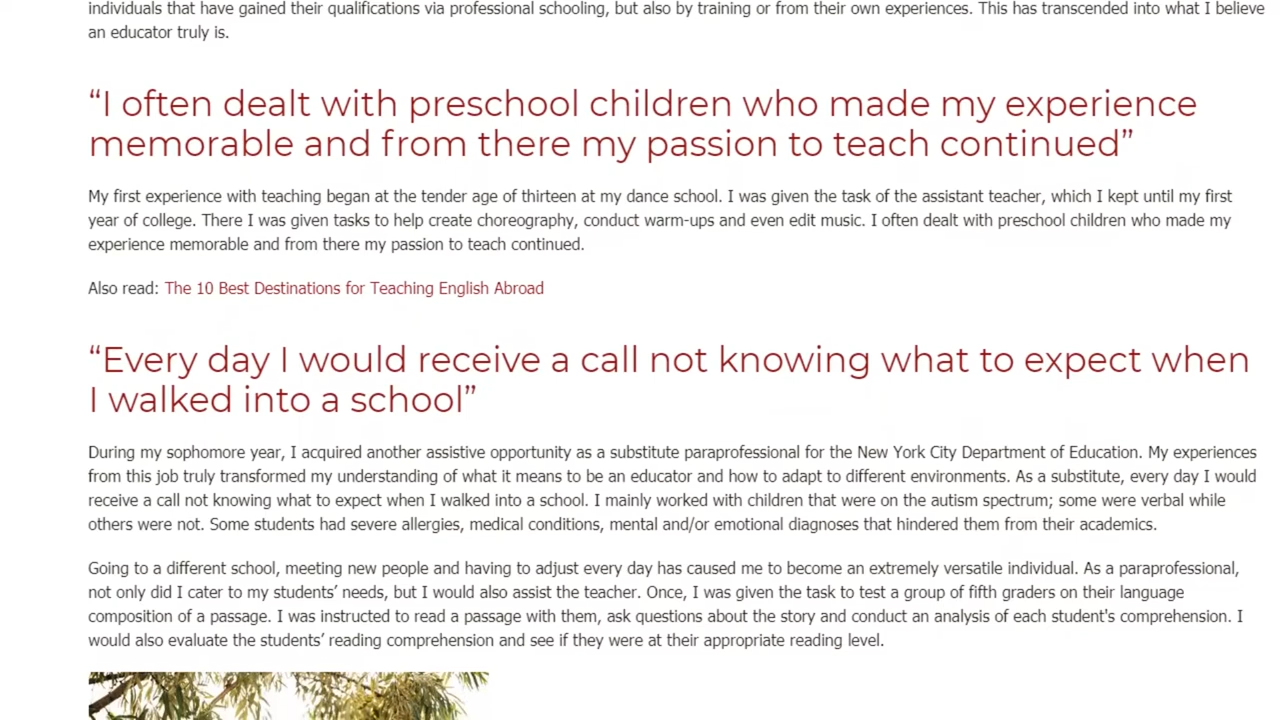 individuals that have gained their qualifications via professional schooling, but also by training or from their own experiences. This has transcended into what I believe
an educator truly is.
“I often dealt with preschool children who made my experience
memorable and from there my passion to teach continued”
My first experience with teaching began at the tender age of thirteen at my dance school. I was given the task of the assistant teacher, which I kept until my first
year of college. There I was given tasks to help create choreography, conduct warm-ups and even edit music. I often dealt with preschool children who made my
experience memorable and from there my passion to teach continued.
Also read: The 10 Best Destinations for Teaching English Abroad
“Every day I would receive a call not knowing what to expect when
I walked into a school”
During my sophomore year, I acquired another assistive opportunity as a substitute paraprofessional for the New York City Department of Education. My experiences
from this job truly transformed my understanding of what it means to be an educator and how to adapt to different environments. As a substitute, every day I would
receive a call not knowing what to expect when I walked into a school. I mainly worked with children that were on the autism spectrum; some were verbal while
others were not. Some students had severe allergies, medical conditions, mental and/or emotional diagnoses that hindered them from their academics.
Going to a different school, meeting new people and having to adjust every day has caused me to become an extremely versatile individual. As a paraprofessional,
not only did I cater to my students’ needs, but I would also assist the teacher. Once, I was given the task to test a group of fifth graders on their language
composition of a passage. I was instructed to read a passage with them, ask questions about the story and conduct an analysis of each student's comprehension. I
would also evaluate the students’ reading comprehension and see if they were at their appropriate reading level.